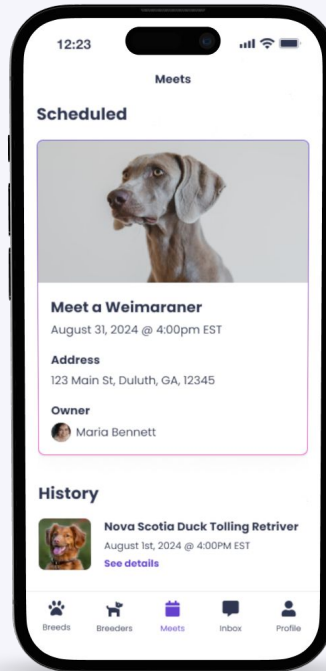 12:23
Meets
Scheduled
Meet a Weimaraner
August 31, 2024 @ 4:00pm EST
Address
123 Main St, Duluth, GA, 12345
Owner
Maria Bennett
History
Nova Scotia Duck Tolling Retriver
August 1st, 2024 @ 4:00PM EST
See details
Breeds Breeders Meets Inbox Profile